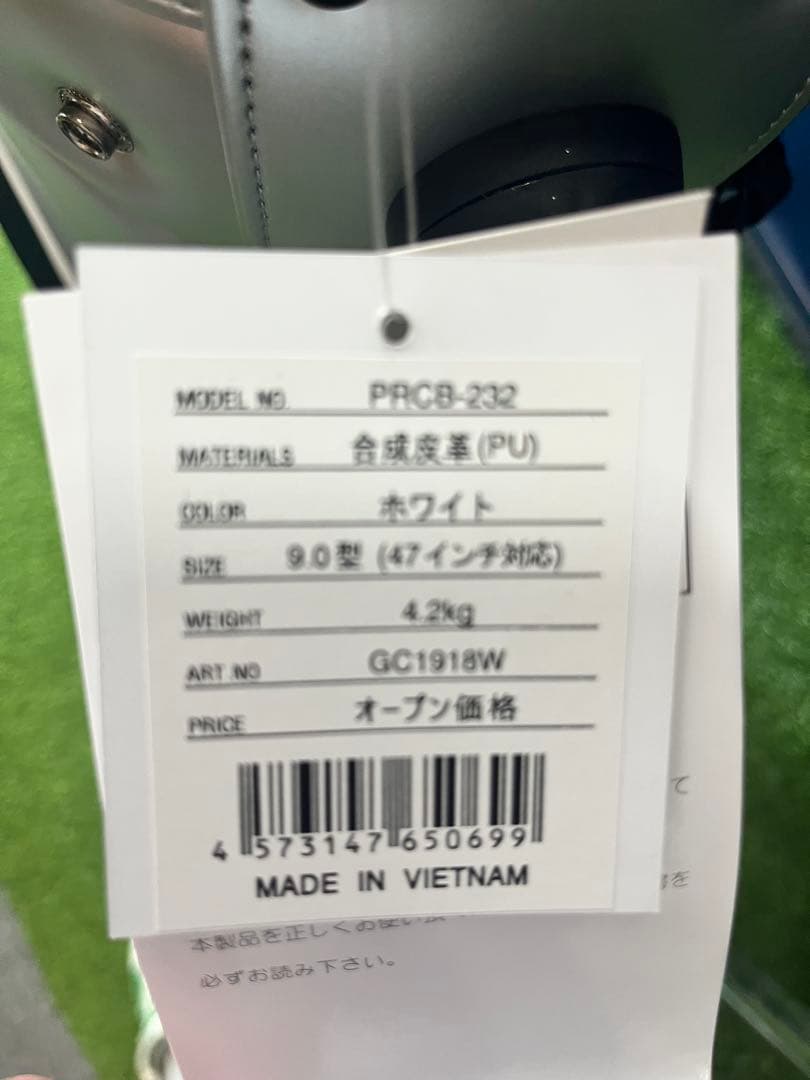 MODEL NO. PRCB-232
MATERIALS 合成皮革(PU)
COLOR ホワイト
SIZE 9.0型 (47インチ対応)
WEIGHT 4.2kg
ART.NO GC1918W
PRICE オープン価格
4 573147 650699
MADE IN VIETNAM
て
を
本製品を正しくお使い頂
必ずお読み下さい。